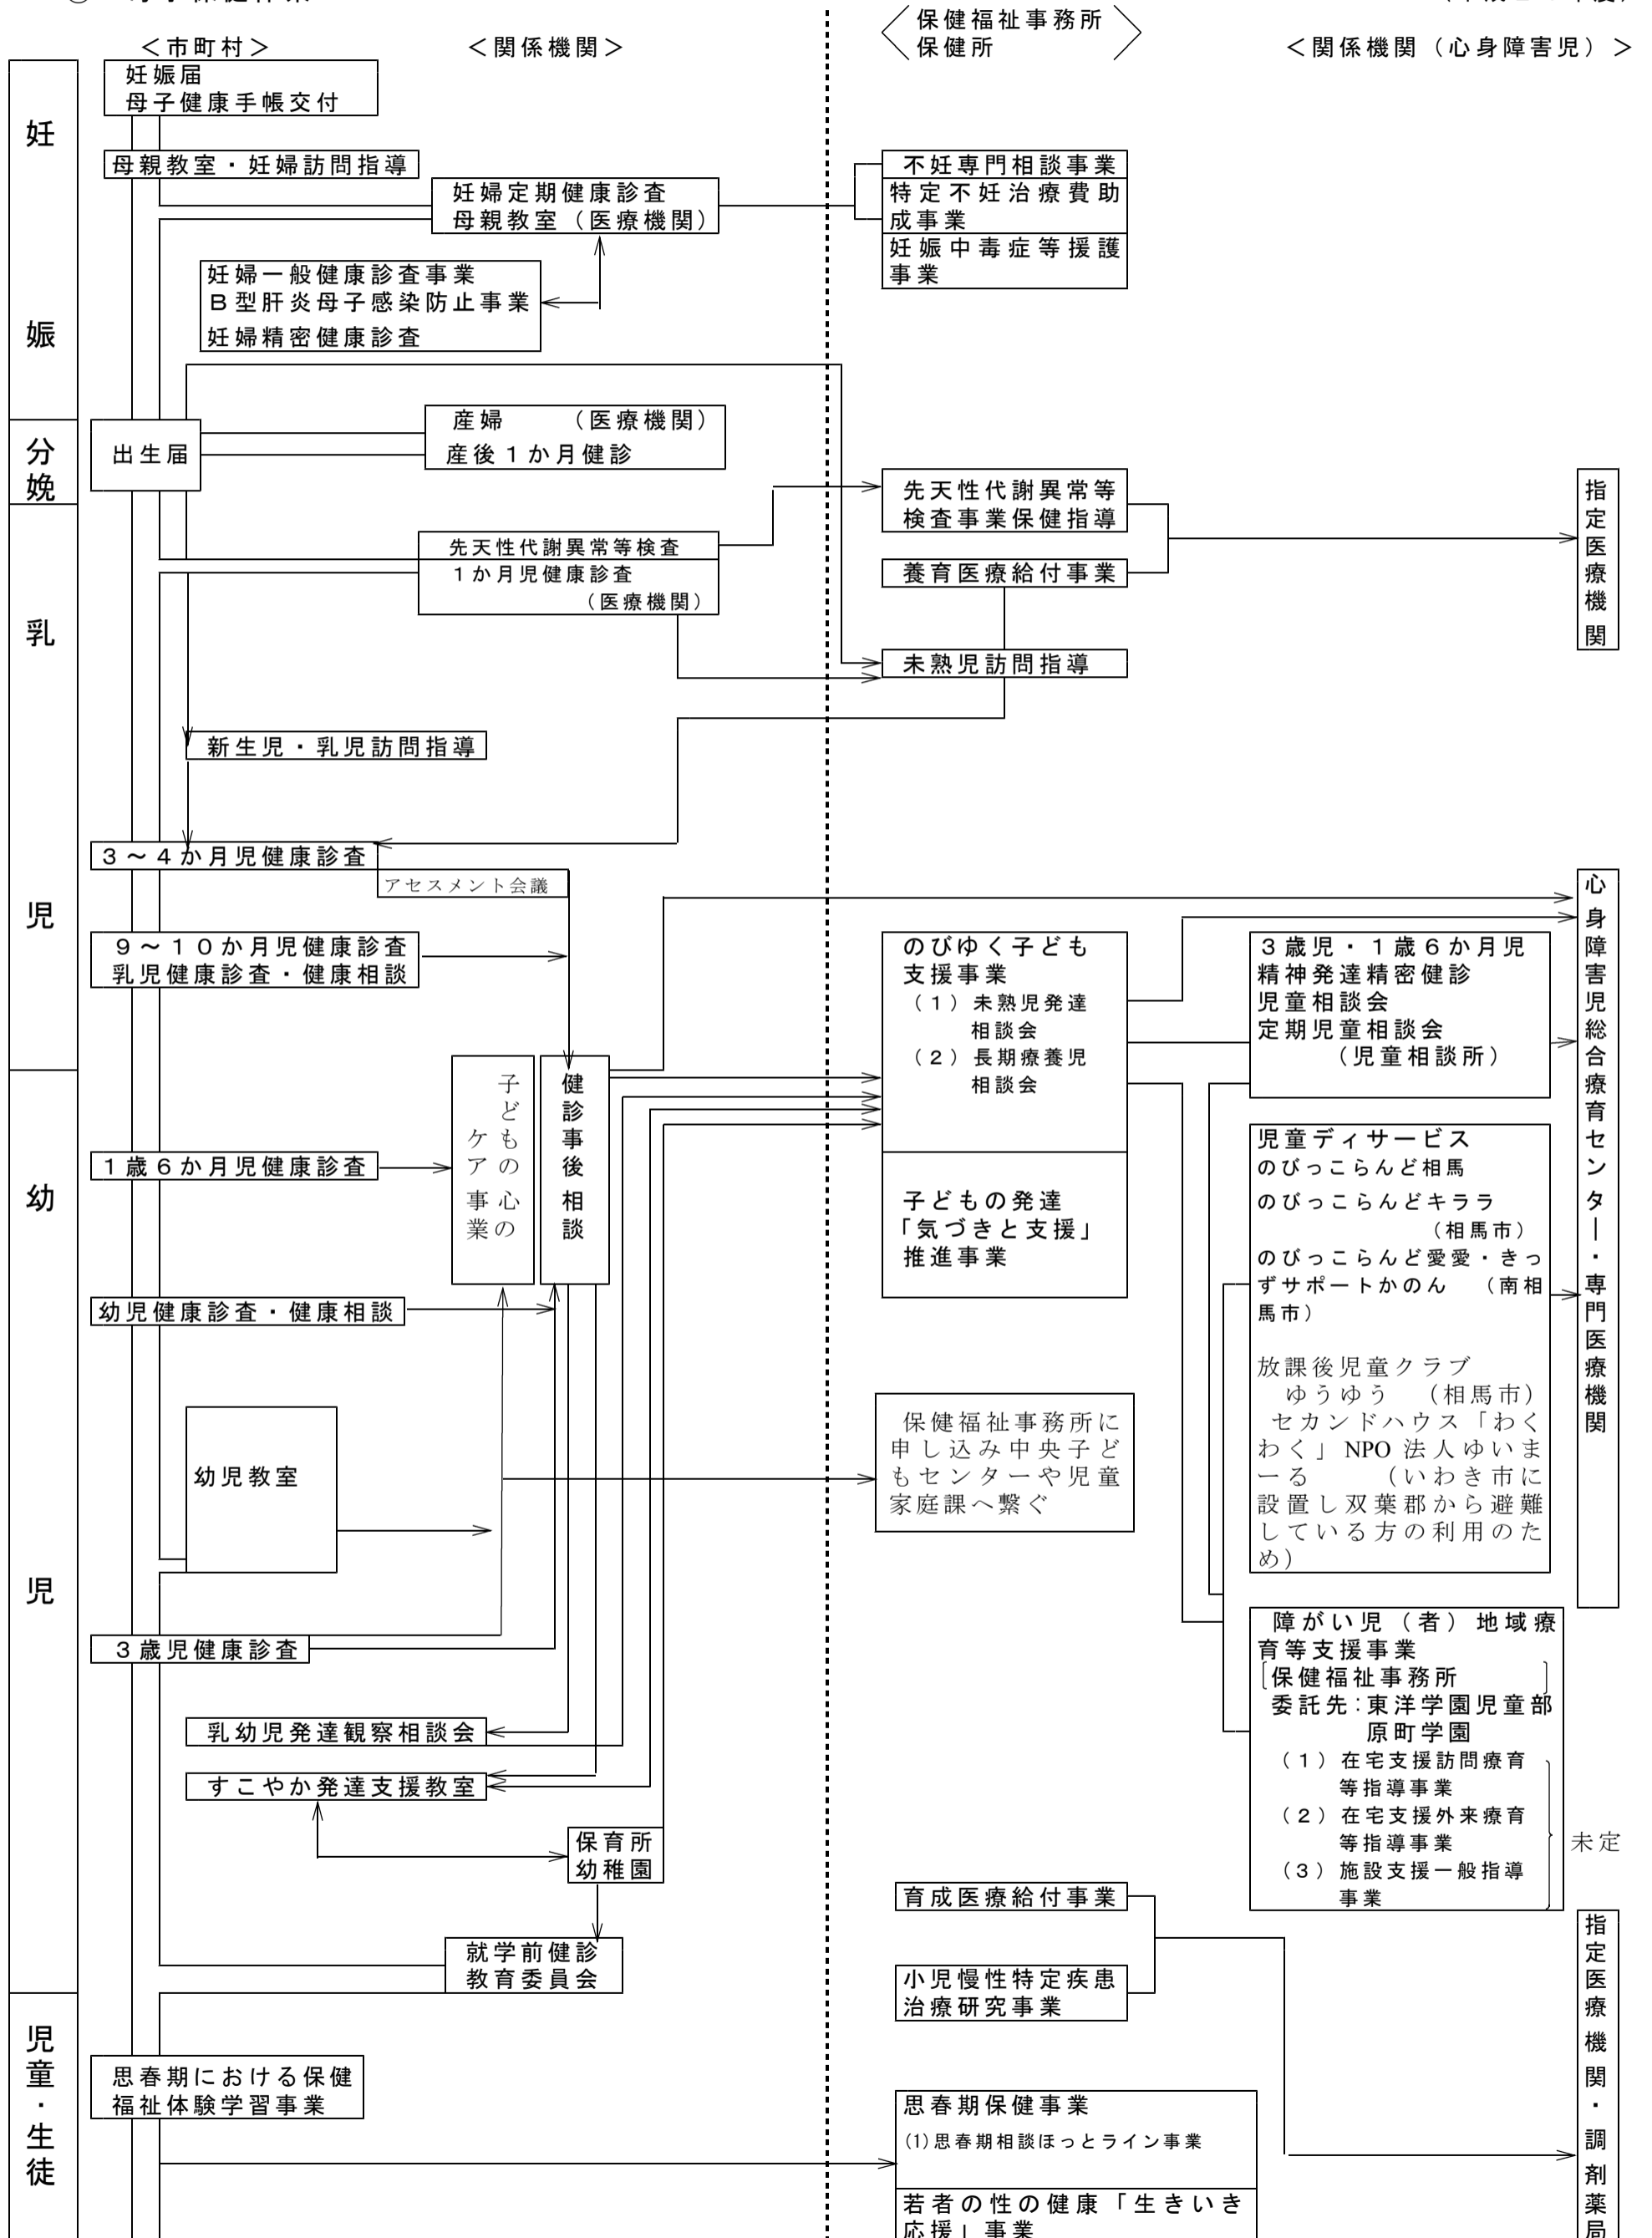 ＜市町村＞
＜関係機関＞
保健福祉事務所
保健所
＜関係機関（心身障害児）＞
妊
娠
分
娩
乳
児
幼
児
児
童
・
生
徒
妊娠届
母子健康手帳交付
母親教室・妊婦訪問指導
妊婦定期健康診査
母親教室（医療機関）
不妊専門相談事業
特定不妊治療費助
成事業
妊娠中毒症等援護
事業
妊婦一般健康診査事業
Ｂ型肝炎母子感染防止事業
妊婦精密健康診査
出生届
産婦　　（医療機関）
産後１か月健診
先天性代謝異常等
検査事業保健指導
指
定
医
療
機
関
先天性代謝異常等検査
１か月児健康診査
（医療機関）
養育医療給付事業
未熟児訪問指導
新生児・乳児訪問指導
３～４か月児健康診査
アセスメント会議
９～１０か月児健康診査
乳児健康診査・健康相談
のびゆく子ども
支援事業
（１）未熟児発達
相談会
（２）長期療養児
相談会
３歳児・１歳６か月児
精神発達精密健診
児童相談会
定期児童相談会
（児童相談所）
心
身
障
害
児
総
合
療
育
セ
ン
タ
ー
・
専
門
医
療
機
関
子どもの心の
ケア事業
健
診
事
後
相
談
１歳６か月児健康診査
子どもの発達
「気づきと支援」
推進事業
児童ディサービス
のびっこらんど相馬
のびっこらんどキララ
（相馬市）
のびっこらんど愛愛・きっ
ずサポートかのん　（南相
馬市）
放課後児童クラブ
ゆうゆう　（相馬市）
セカンドハウス「わく
わく」NPO 法人ゆいま
ーる　　（いわき市に
設置し双葉郡から避難
している方の利用のた
め）
幼児健康診査・健康相談
幼児教室
保健福祉事務所に
申し込み中央子ど
もセンターや児童
家庭課へ繋ぐ
３歳児健康診査
障がい児（者）地域療
育等支援事業
保健福祉事務所
委託先：東洋学園児童部
原町学園
（１）在宅支援訪問療育
等指導事業
（２）在宅支援外来療育
等指導事業
（３）施設支援一般指導
事業
未定
乳幼児発達観察相談会
すこやか発達支援教室
保育所
幼稚園
育成医療給付事業
就学前健診
教育委員会
小児慢性特定疾患
治療研究事業
指
定
医
療
機
関
・
調
剤
薬
局
思春期における保健
福祉体験学習事業
思春期保健事業
(1)思春期相談ほっとライン事業
若者の性の健康「生きいき
応援」事業